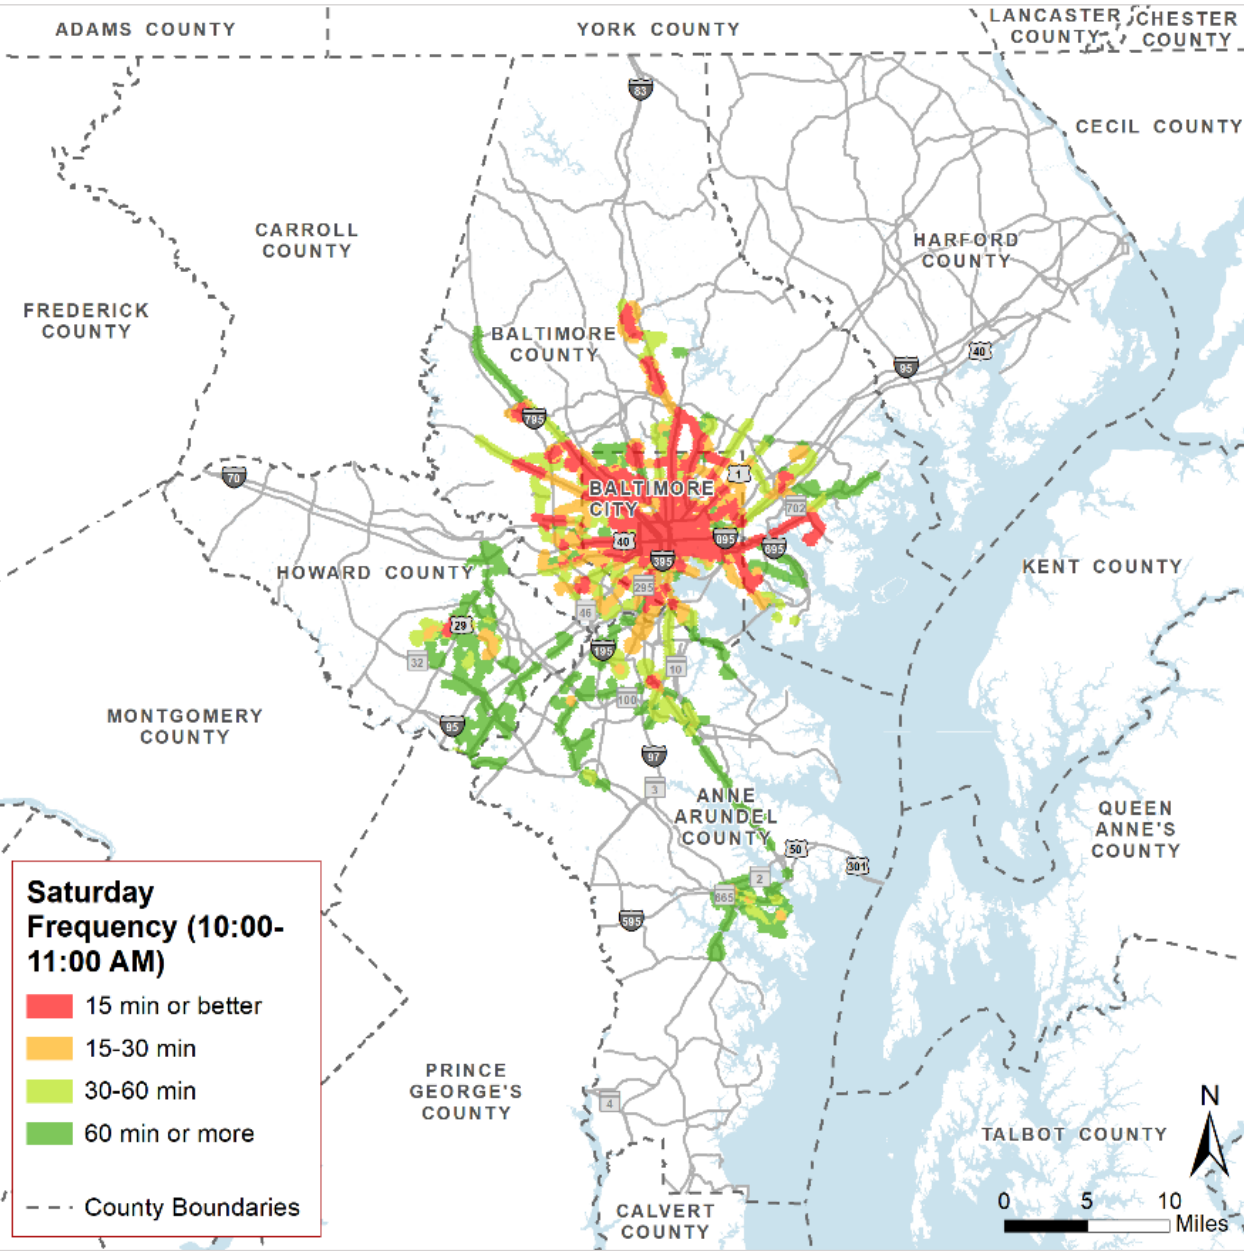 ADAMS COUNTY
YORK COUNTY
LANCASTER
COUNTY
CHESTER
COUNTY
83
CECIL COUNTY
CARROLL
COUNTY
HARFORD
COUNTY
FREDERICK
COUNTY
BALTIMORE
COUNTY
40
95
795
70
1
BALTIMORE
CITY
702
40
895
695
395
HOWARD COUNTY
KENT COUNTY
295
46
29
195
32
10
100
MONTGOMERY
COUNTY
95
97
3
ANNE
ARUNDEL
COUNTY
QUEEN
ANNE'S
COUNTY
50
301
2
665
595
Saturday
Frequency (10:00-
11:00 AM)
15 min or better
15-30 min
30-60 min
60 min or more
County Boundaries
PRINCE
GEORGE'S
COUNTY
4
N
TALBOT COUNTY
0 5 10
Miles
CALVERT
COUNTY